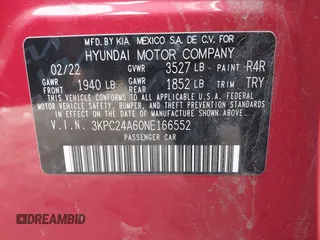 MFD.BY KIA MEXICO S.A. DE C.V. FOR
HYUNDAI MOTOR COMPANY
02/22 GVWR 3527 LB PAINT R4R
GAWR FRONT 1940 LB GAWR REAR 1852 LB TRIM TRY
THIS VEHICLE CONFORMS TO ALL APPLICABLE U.S. FEDERAL MOTOR
VEHICLE SAFETY, BUMPER, AND THEFT PREVENTION STANDARDS
IN EFFECT ON THE DATE OF MANUFACTURE SHOWN ABOVE.
V.I.N. 3KPC24A60NE166552
PASSENGER CAR
DREAMBID